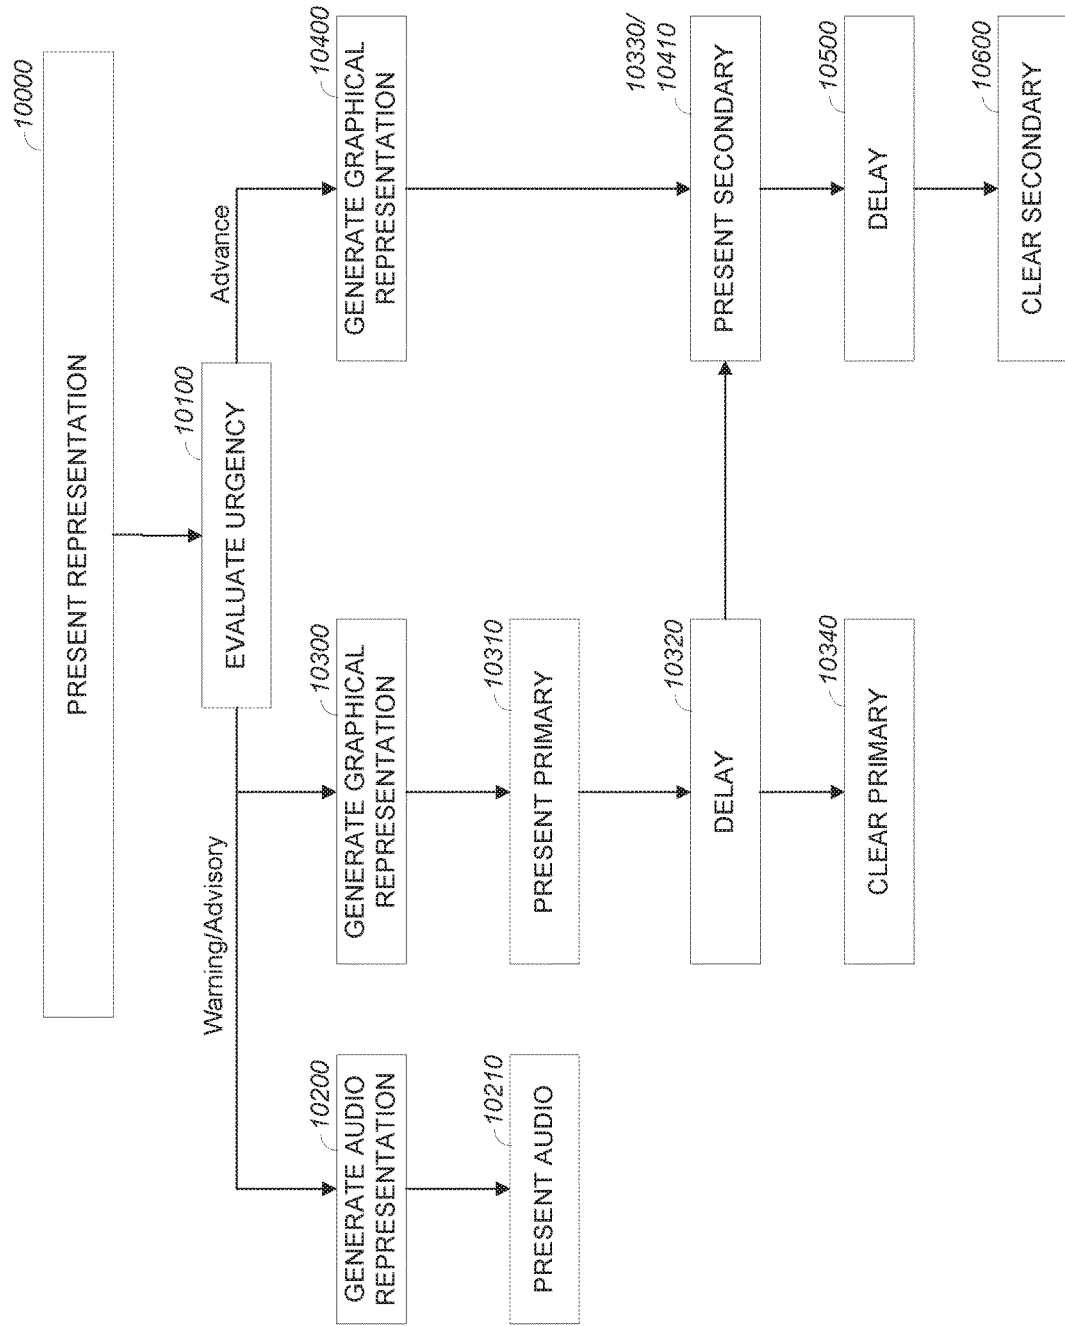 10000
PRESENT REPRESENTATION
10100
EVALUATE URGENCY
Warning/Advisory
Advance
10200
GENERATE AUDIO
REPRESENTATION
10300
GENERATE GRAPHICAL
REPRESENTATION
10400
GENERATE GRAPHICAL
REPRESENTATION
10210
PRESENT AUDIO
10310
PRESENT PRIMARY
10320
DELAY
10330/
10410
PRESENT SECONDARY
10340
CLEAR PRIMARY
10500
DELAY
10600
CLEAR SECONDARY